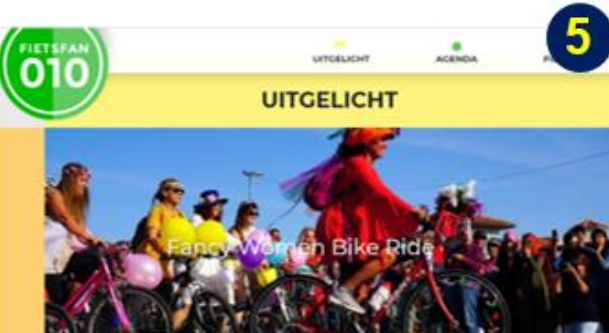 5
FIETSFAN
010
UITGELICHT
AGENDA
UITGELICHT
Fancy Women Bike Ride